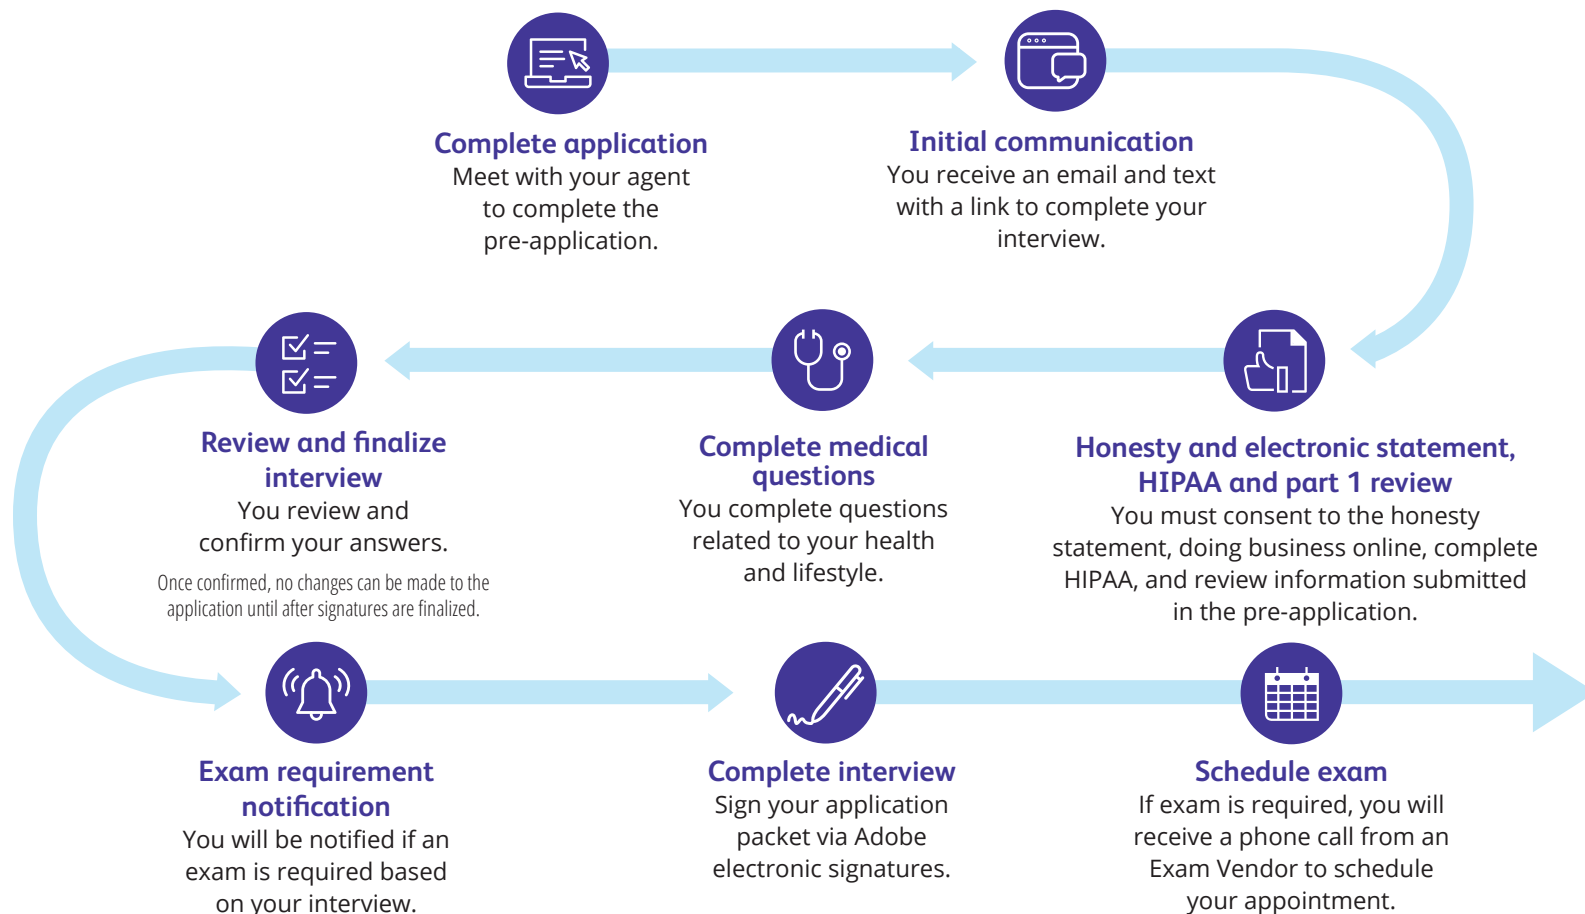 Complete application
Meet with your agent
to complete the
pre-application.
Initial communication
You receive an email and text
with a link to complete your
interview.
Honesty and electronic statement,
HIPAA and part 1 review
You must consent to the honesty
statement, doing business online, complete
HIPAA, and review information submitted
in the pre-application.
Complete medical
questions
You complete questions
related to your health
and lifestyle.
Review and finalize
interview
You review and
confirm your answers.
Once confirmed, no changes can be made to the
application until after signatures are finalized.
Exam requirement
notification
You will be notified if an
exam is required based
on your interview.
Complete interview
Sign your application
packet via Adobe
electronic signatures.
Schedule exam
If exam is required, you will
receive a phone call from an
Exam Vendor to schedule
your appointment.